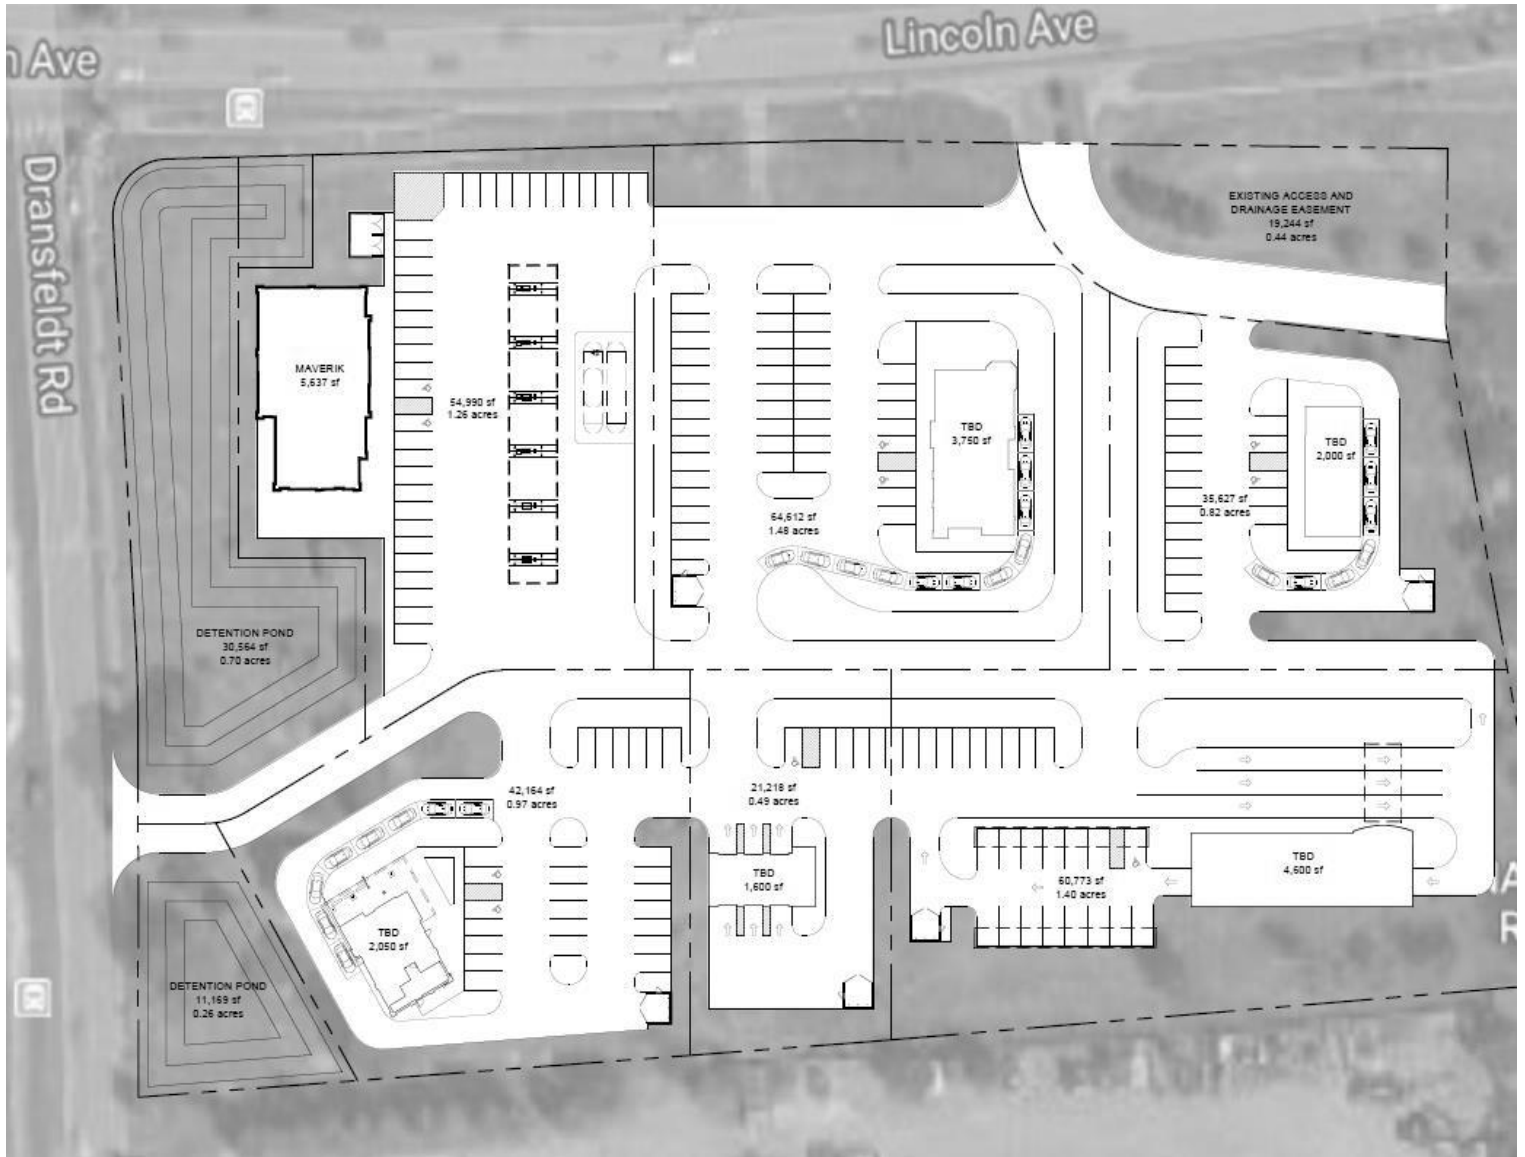 n Ave
Lincoln Ave
Dransfeldt Rd
EXISTING ACCESS AND
DRAINAGE EASEMENT
19,244 sf
0.44 acres
MAVERIK
5,637 sf
54,990 sf
1.26 acres
TBD
3,750 sf
TBD
2,000 sf
64,612 sf
1.48 acres
35,627 sf
0.82 acres
DETENTION POND
30,564 sf
0.70 acres
42,164 sf
0.97 acres
21,218 sf
0.49 acres
TBD
1,600 sf
60,773 sf
1.40 acres
TBD
4,600 sf
TBD
2,050 sf
DETENTION POND
11,169 sf
0.26 acres